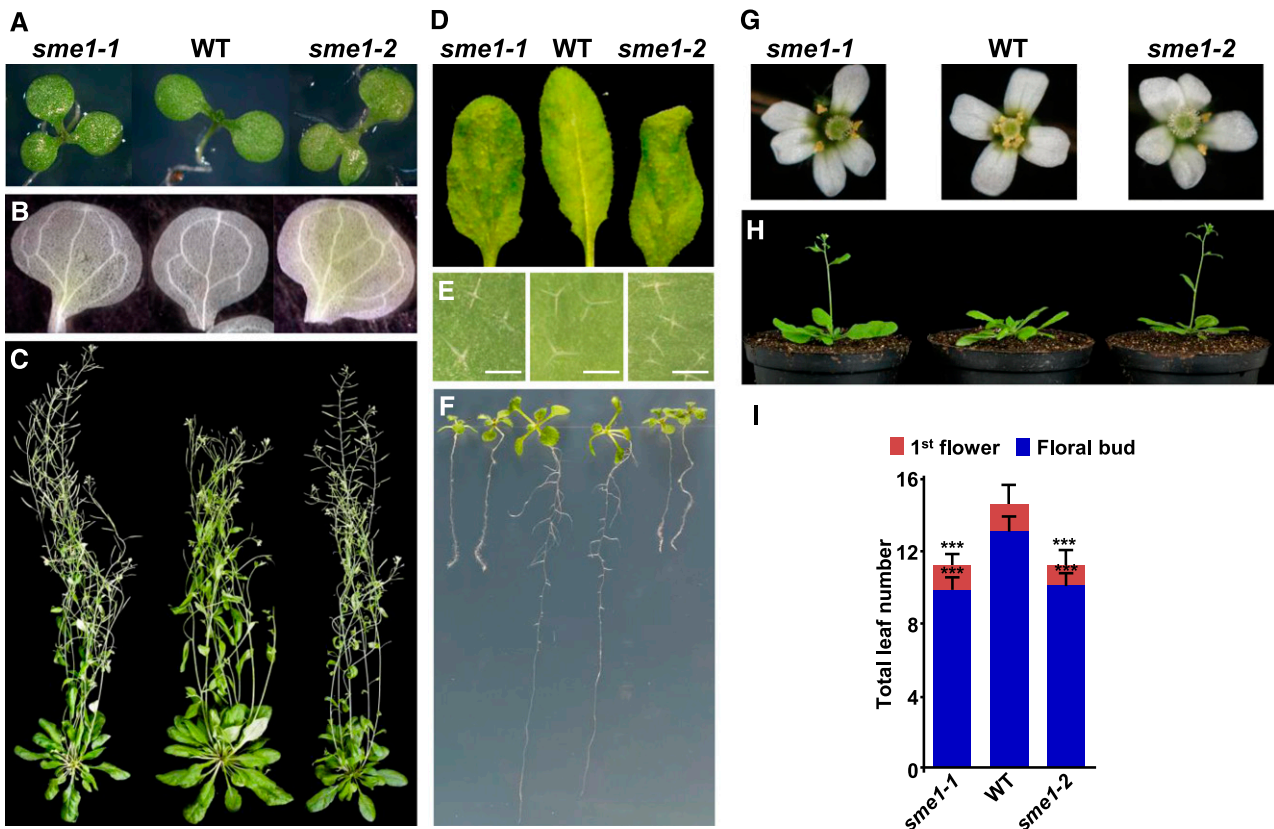 A
sme1-1 WT sme1-2
B
C
D
sme1-1 WT sme1-2
E
F
G
sme1-1 WT sme1-2
H
I
1st flower Floral bud
Total leaf number
16
12
8
4
0
*** ***
*** ***
sme1-1 WT sme1-2